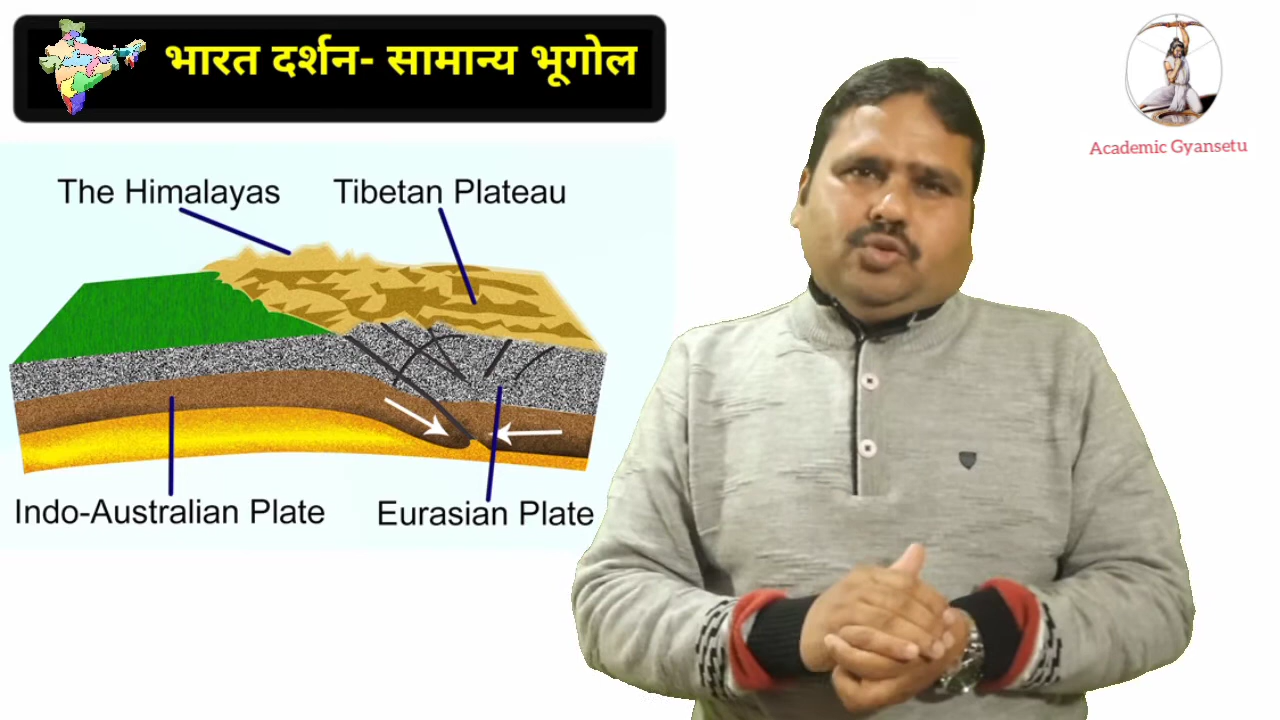 भारत दर्शन- सामान्य भूगोल
Academic Gyansetu
The Himalayas Tibetan Plateau
Indo-Australian Plate Eurasian Plate